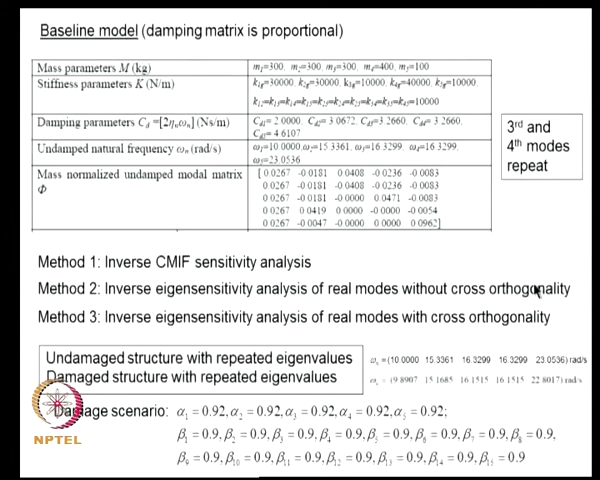 Baseline model (damping matrix is proportional)
Mass parameters M (kg)
m₁=300, m₂=300, m₃=300, m₄=400, m₅=100
Stiffness parameters K (N/m)
k₁g=30000, k₂g=30000, k₃g=10000, k₄g=40000, k₅g=10000,
k₁₂=k₁₃=k₁₄=k₁₅=k₂₃=k₂₄=k₂₅=k₃₄=k₃₅=k₄₅=10000
Damping parameters C_d =[2ηₙωₙ] (Ns/m)
C_d1= 2.0000, C_d2= 3.0672, C_d3= 3.2660, C_d4= 3.2660,
C_d5= 4.6107
Undamped natural frequency ωₙ (rad/s)
ω₁=10.0000, ω₂=15.3361, ω₃=16.3299, ω₄=16.3299,
ω₅=23.0536
Mass normalized undamped modal matrix
Φ
[ 0.0267 -0.0181 0.0408 -0.0236 -0.0083
0.0267 -0.0181 -0.0408 -0.0236 -0.0083
0.0267 -0.0181 -0.0000 0.0471 -0.0083
0.0267 0.0419 0.0000 -0.0000 -0.0054
0.0267 -0.0047 -0.0000 0.0000 0.0962]
3rd and
4th modes
repeat
Method 1: Inverse CMIF sensitivity analysis
Method 2: Inverse eigensensitivity analysis of real modes without cross orthogonality
Method 3: Inverse eigensensitivity analysis of real modes with cross orthogonality
Undamaged structure with repeated eigenvalues
Damaged structure with repeated eigenvalues
=(10.0000 15.3361 16.3299 16.3299 23.0536) rad/s
=(9.8907 15.1685 16.1515 16.1515 22.8017) rad/s
Damage scenario: α₁ = 0.92, α₂ = 0.92, α₃ = 0.92, α₄ = 0.92, α₅ = 0.92;
β₁ = 0.9, β₂ = 0.9, β₃ = 0.9, β₄ = 0.9, β₅ = 0.9, β₆ = 0.9, β₇ = 0.9, β₈ = 0.9,
β₉ = 0.9, β₁₀ = 0.9, β₁₁ = 0.9, β₁₂ = 0.9, β₁₃ = 0.9, β₁₄ = 0.9, β₁₅ = 0.9
NPTEL